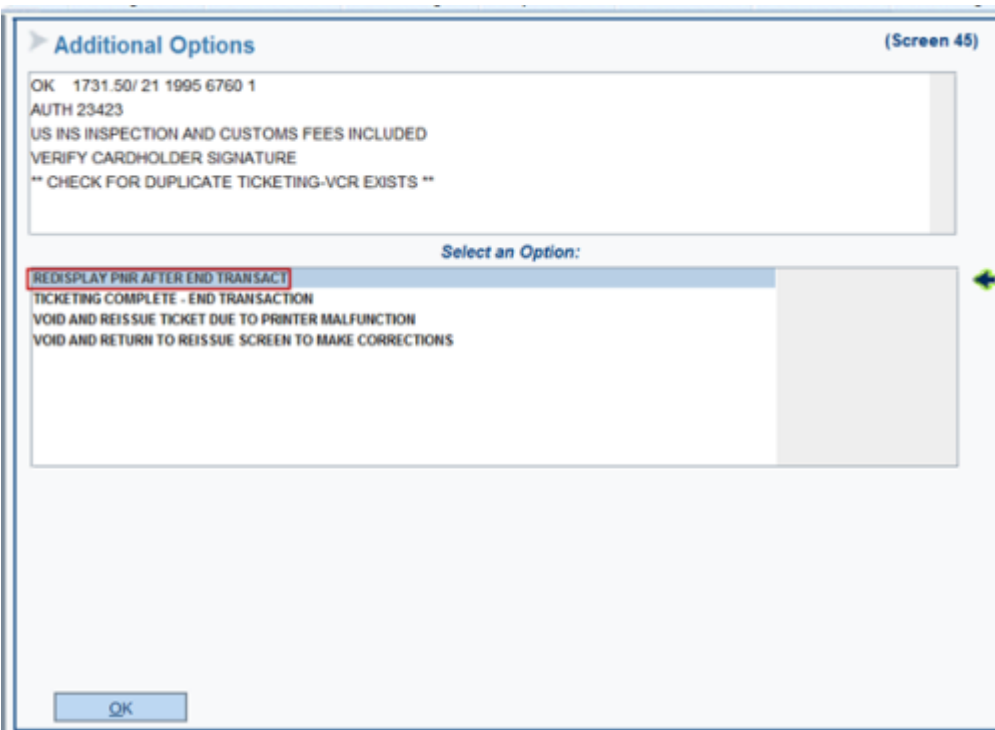 Additional Options
(Screen 45)
OK 1731.50/ 21 1995 6760 1
AUTH 23423
US INS INSPECTION AND CUSTOMS FEES INCLUDED
VERIFY CARDHOLDER SIGNATURE
** CHECK FOR DUPLICATE TICKETING-VCR EXISTS **
Select an Option:
REDISPLAY PNR AFTER END TRANSACT
TICKETING COMPLETE - END TRANSACTION
VOID AND REISSUE TICKET DUE TO PRINTER MALFUNCTION
VOID AND RETURN TO REISSUE SCREEN TO MAKE CORRECTIONS
OK